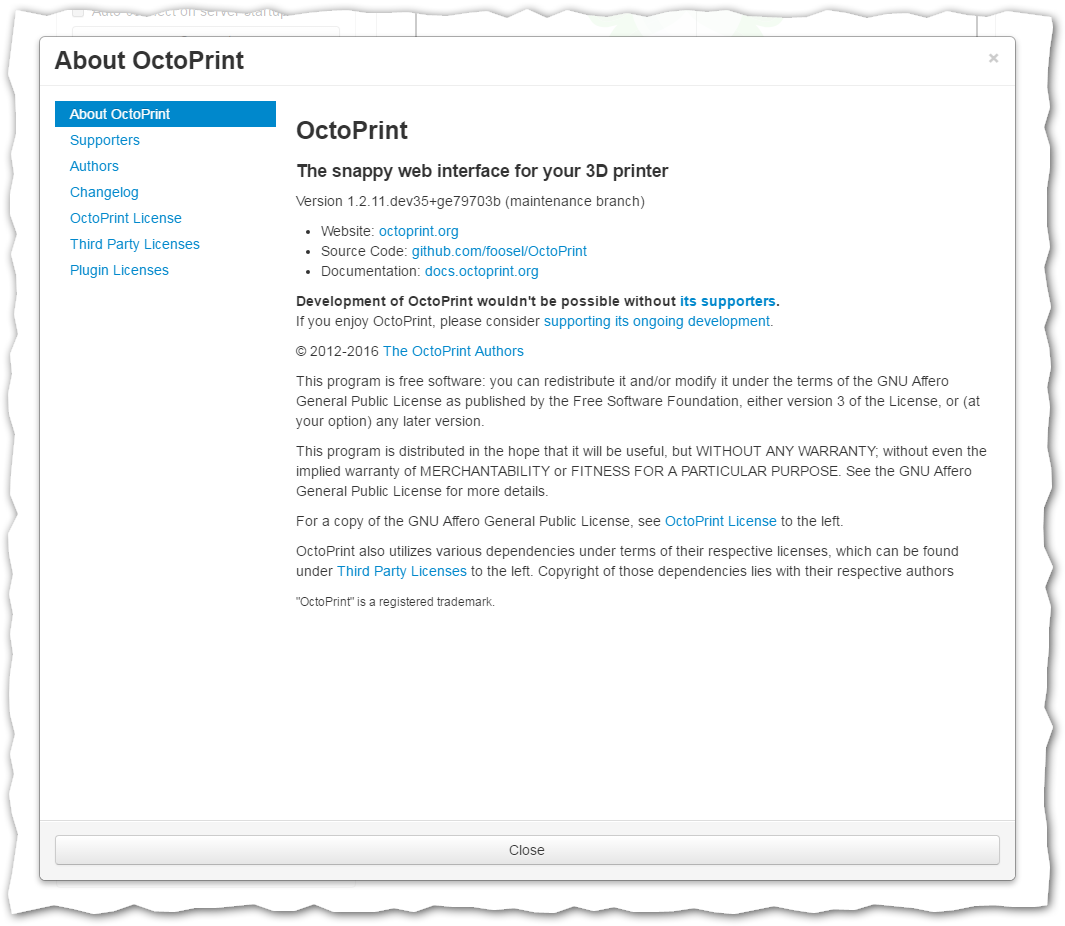 Auto-connect on server startup
About OctoPrint
×
About OctoPrint
Supporters
Authors
Changelog
OctoPrint License
Third Party Licenses
Plugin Licenses
OctoPrint
The snappy web interface for your 3D printer
Version 1.2.11.dev35+ge79703b (maintenance branch)
Website: octoprint.org
Source Code: github.com/foosel/OctoPrint
Documentation: docs.octoprint.org
Development of OctoPrint wouldn't be possible without its supporters.
If you enjoy OctoPrint, please consider supporting its ongoing development.
© 2012-2016 The OctoPrint Authors
This program is free software: you can redistribute it and/or modify it under the terms of the GNU Affero
General Public License as published by the Free Software Foundation, either version 3 of the License, or (at
your option) any later version.
This program is distributed in the hope that it will be useful, but WITHOUT ANY WARRANTY; without even the
implied warranty of MERCHANTABILITY or FITNESS FOR A PARTICULAR PURPOSE. See the GNU Affero
General Public License for more details.
For a copy of the GNU Affero General Public License, see OctoPrint License to the left.
OctoPrint also utilizes various dependencies under terms of their respective licenses, which can be found
under Third Party Licenses to the left. Copyright of those dependencies lies with their respective authors
"OctoPrint" is a registered trademark.
Close